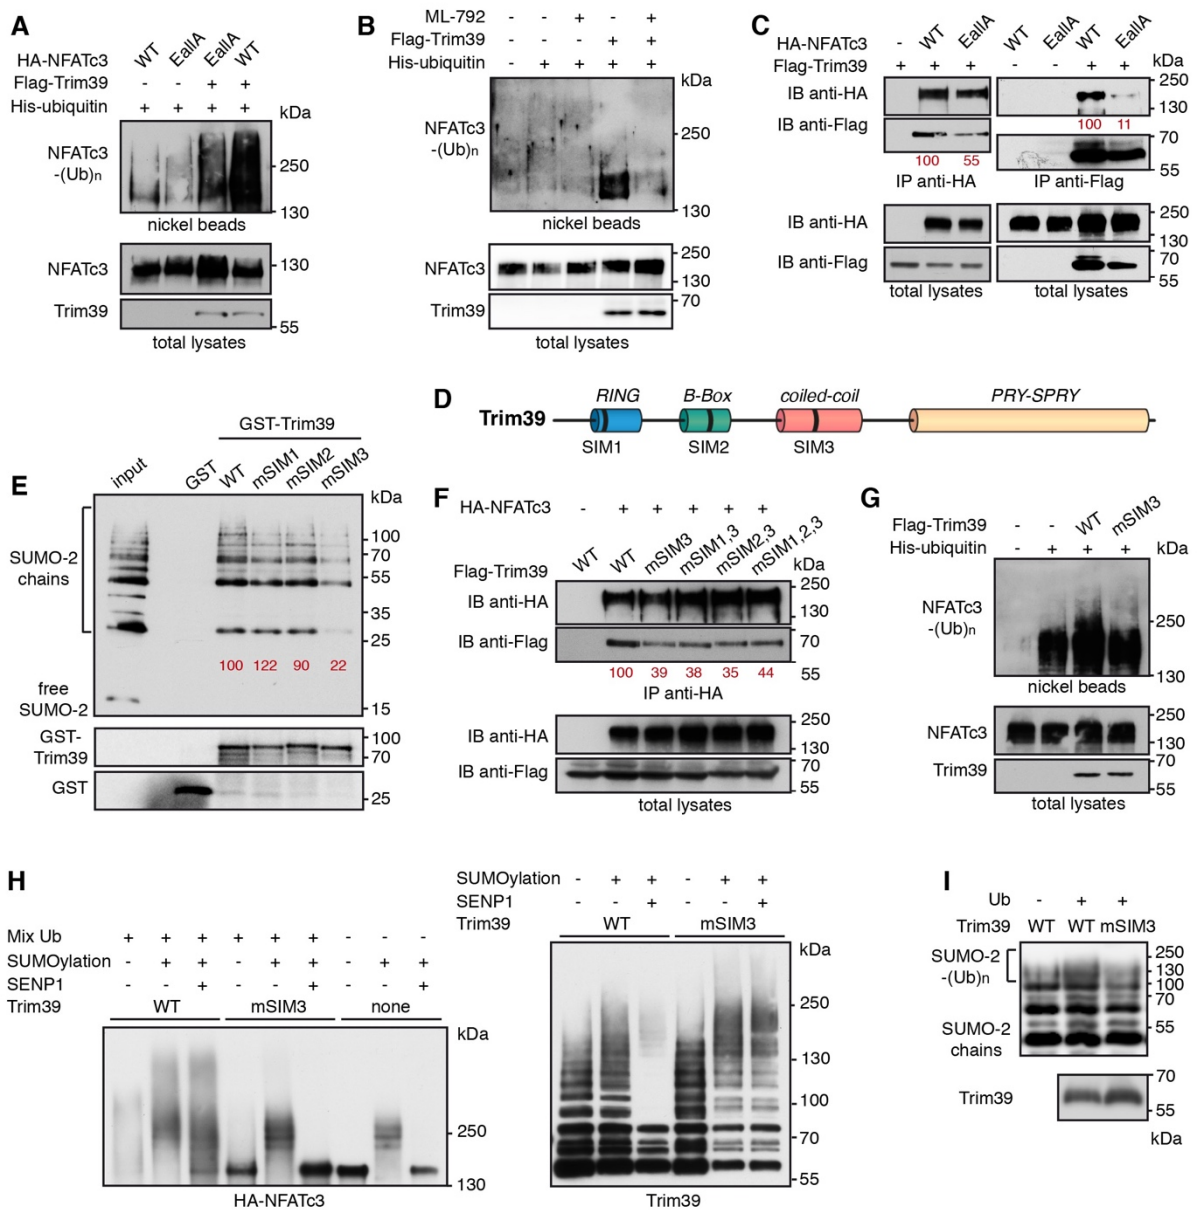 A
HA-NFATc3 WT EallA EallA WT
Flag-Trim39 - - + +
His-ubiquitin + + + +
kDa
NFATc3
-(Ub)n
250
130
nickel beads
NFATc3
130
Trim39
55
total lysates
B
ML-792 - - + - +
Flag-Trim39 - - - + +
His-ubiquitin - + + + +
kDa
NFATc3
-(Ub)n
250
130
nickel beads
NFATc3
250
130
Trim39
70
55
total lysates
C
HA-NFATc3 - WT EallA WT EallA WT EallA
Flag-Trim39 + + + - - + +
kDa
IB anti-HA
250
130
100 11
IB anti-Flag
70
55
100 55
IP anti-HA IP anti-Flag
IB anti-HA
250
130
IB anti-Flag
70
55
total lysates total lysates
D
RING B-Box coiled-coil PRY-SPRY
Trim39
SIM1 SIM2 SIM3
E
GST-Trim39
input GST WT mSIM1 mSIM2 mSIM3
kDa
SUMO-2
chains
100
70
55
35
25
100 122 90 22
free
SUMO-2
15
GST-
Trim39
100
70
GST
25
F
HA-NFATc3 - + + + + +
Flag-Trim39 WT WT mSIM3 mSIM1,3 mSIM2,3 mSIM1,2,3
kDa
IB anti-HA
250
130
IB anti-Flag
70
55
100 39 38 35 44
IP anti-HA
IB anti-HA
250
130
IB anti-Flag
70
55
total lysates
G
Flag-Trim39 - - WT mSIM3
His-ubiquitin - + + +
kDa
NFATc3
-(Ub)n
250
130
nickel beads
NFATc3
250
130
Trim39
70
55
total lysates
H
Mix Ub + + + + + + - - -
SUMOylation - + + - + + - + +
SENP1 - - + - - + - - +
Trim39 WT mSIM3 none
kDa
250
130
HA-NFATc3
SUMOylation - + + - + +
SENP1 - - + - - +
Trim39 WT mSIM3
kDa
250
130
100
70
55
Trim39
I
Ub - + +
Trim39 WT WT mSIM3
SUMO-2
-(Ub)n
250
130
100
70
55
SUMO-2
chains
Trim39
70
55
kDa